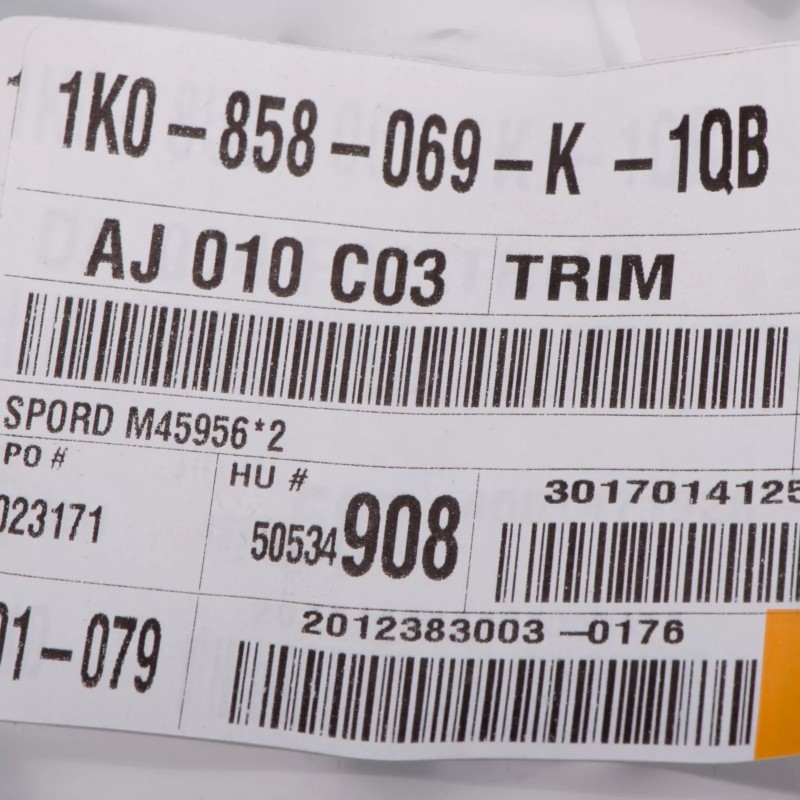 1K0-858-069-K-1QB
AJ 010 C03 TRIM
SPORD M45956*2
PO #
023171
HU #
50534908
3017014125
01-079
2012383003-0176